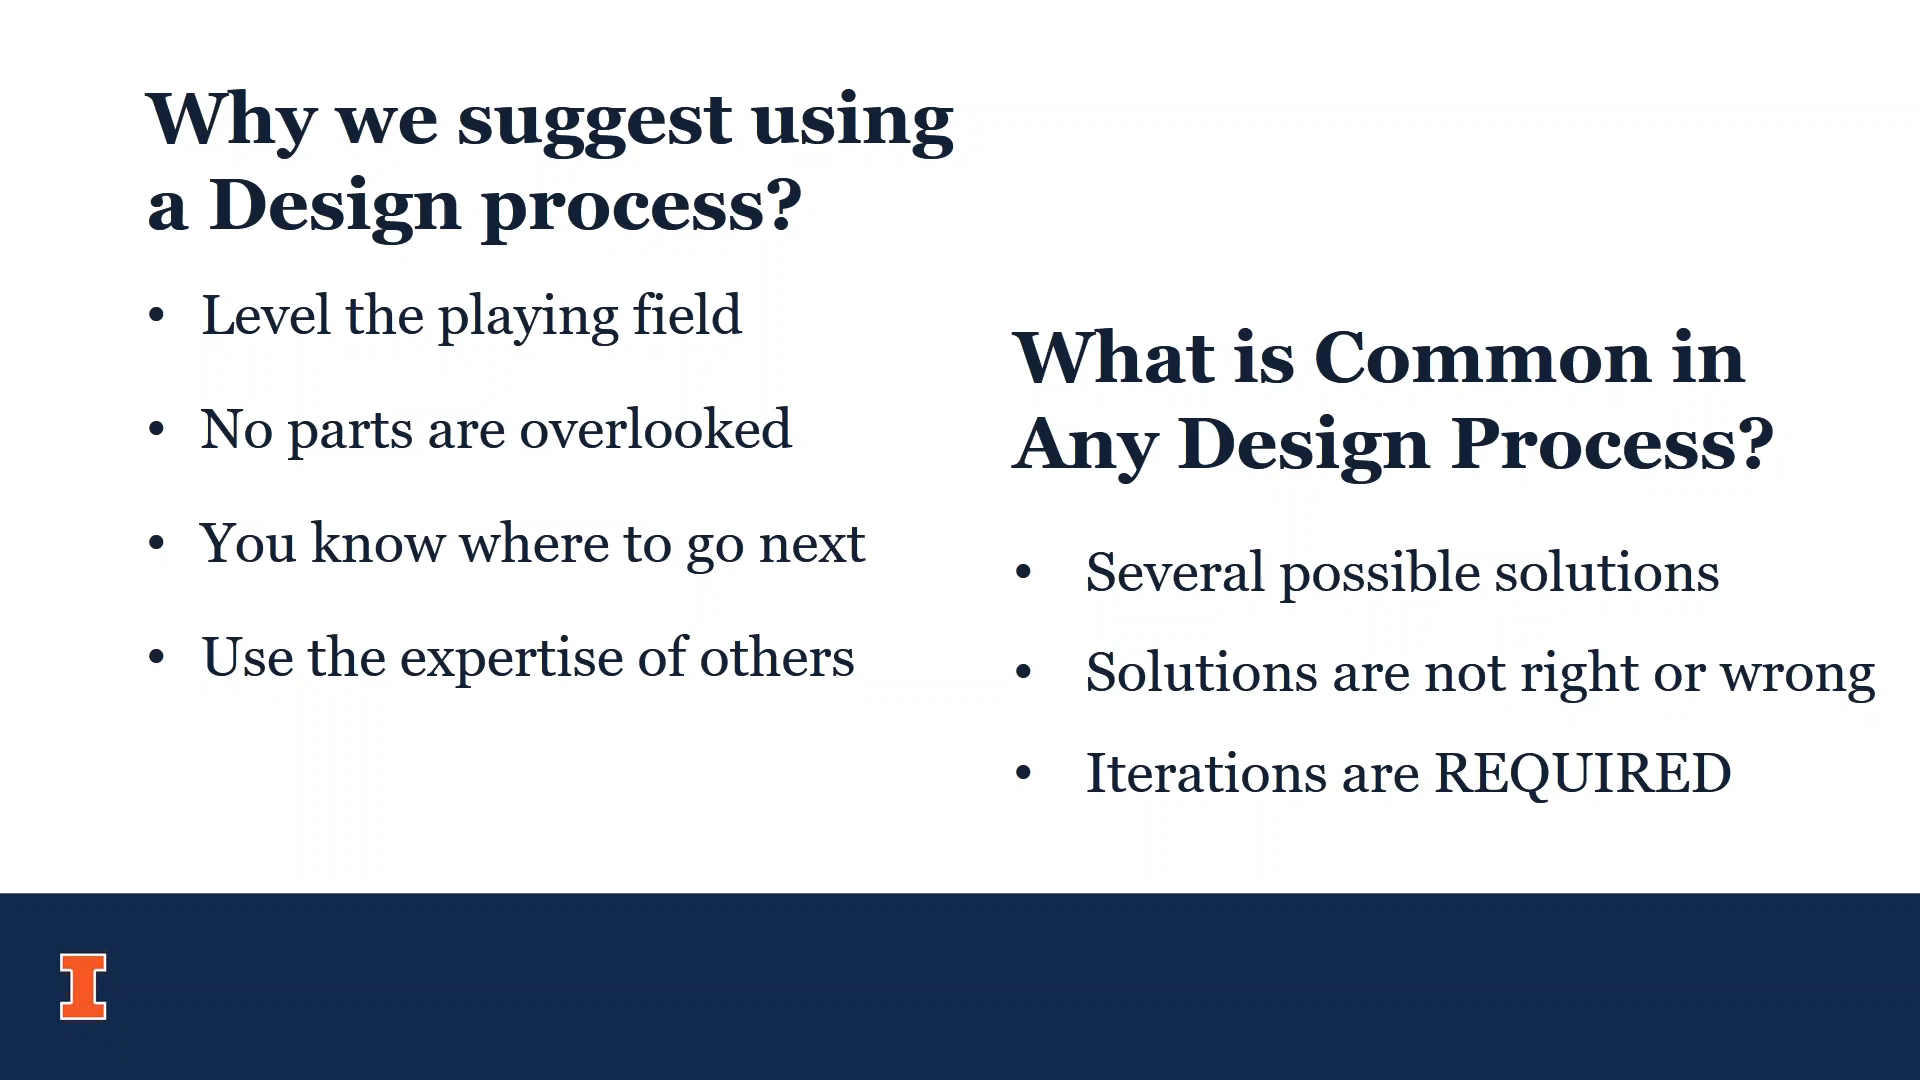 Why we suggest using
a Design process?
• Level the playing field
• No parts are overlooked
• You know where to go next
• Use the expertise of others
What is Common in
Any Design Process?
• Several possible solutions
• Solutions are not right or wrong
• Iterations are REQUIRED
I